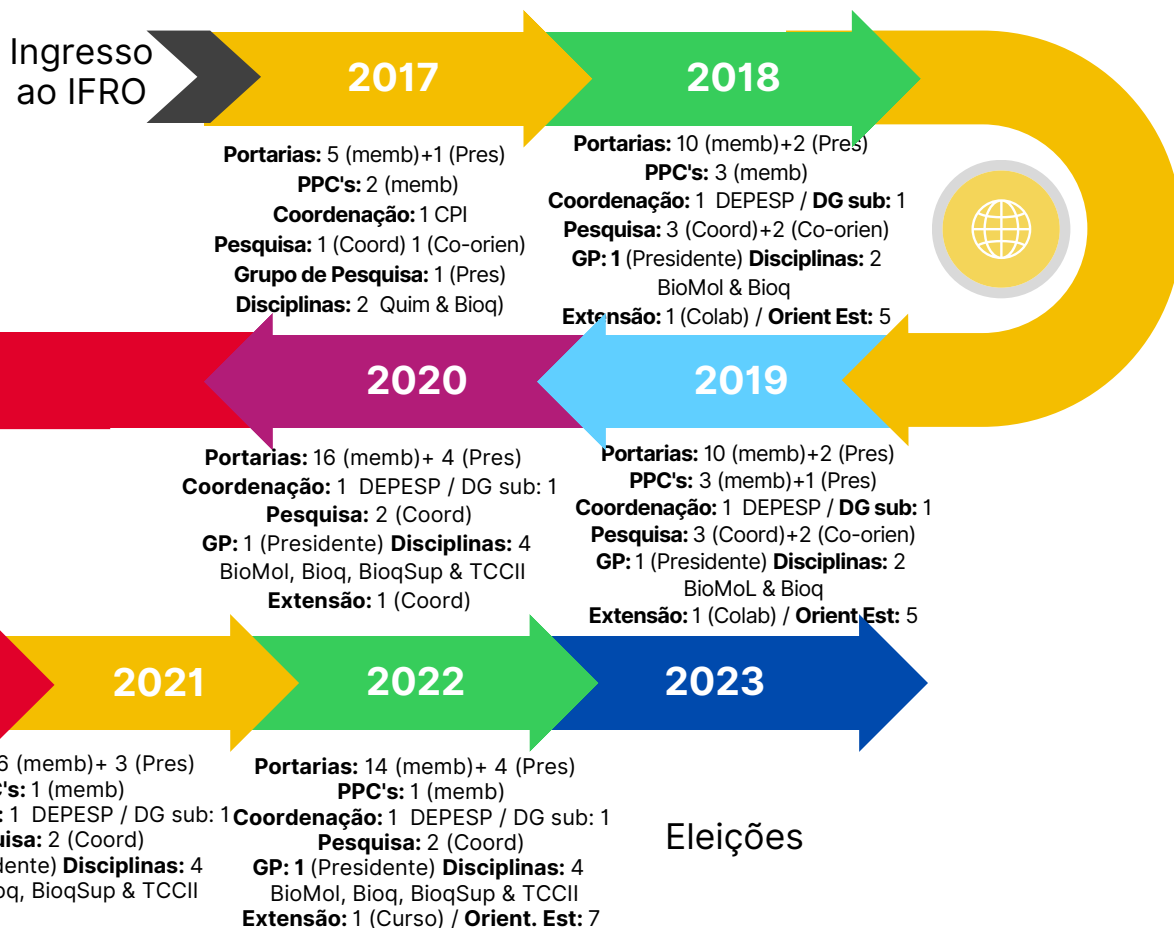 Ingresso
ao IFRO
2017
2018
Portarias: 5 (memb)+1 (Pres)
PPC's: 2 (memb)
Coordenação: 1 CPI
Pesquisa: 1 (Coord) 1 (Co-orien)
Grupo de Pesquisa: 1 (Pres)
Disciplinas: 2 Quim & Bioq)
Portarias: 10 (memb)+2 (Pres)
PPC's: 3 (memb)
Coordenação: 1 DEPESP / DG sub: 1
Pesquisa: 3 (Coord)+2 (Co-orien)
GP: 1 (Presidente) Disciplinas: 2
BioMol & Bioq
Extensão: 1 (Colab) / Orient Est: 5
2020
2019
Portarias: 16 (memb)+ 4 (Pres)
Coordenação: 1 DEPESP / DG sub: 1
Pesquisa: 2 (Coord)
GP: 1 (Presidente) Disciplinas: 4
BioMol, Bioq, BioqSup & TCCII
Extensão: 1 (Coord)
Portarias: 10 (memb)+2 (Pres)
PPC's: 3 (memb)+1 (Pres)
Coordenação: 1 DEPESP / DG sub: 1
Pesquisa: 3 (Coord)+2 (Co-orien)
GP: 1 (Presidente) Disciplinas: 2
BioMoL & Bioq
Extensão: 1 (Colab) / Orient Est: 5
2021
2022
2023
6 (memb)+ 3 (Pres)
's: 1 (memb)
: 1 DEPESP / DG sub: 1
uisa: 2 (Coord)
dente) Disciplinas: 4
oq, BioqSup & TCCII
Portarias: 14 (memb)+ 4 (Pres)
PPC's: 1 (memb)
Coordenação: 1 DEPESP / DG sub: 1
Pesquisa: 2 (Coord)
GP: 1 (Presidente) Disciplinas: 4
BioMol, Bioq, BioqSup & TCCII
Extensão: 1 (Curso) / Orient. Est: 7
Eleições